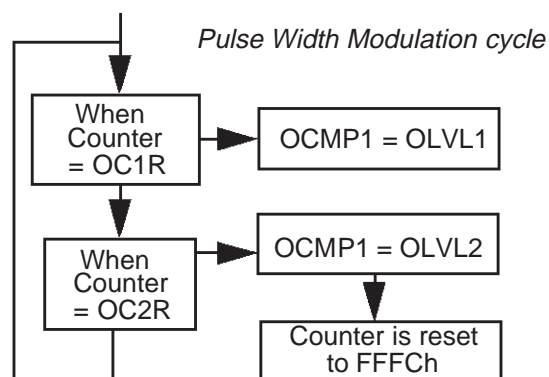 Pulse Width Modulation cycle
When
Counter
= OC1R
OCMP1 = OLVL1
When
Counter
= OC2R
OCMP1 = OLVL2
Counter is reset
to FFFCh